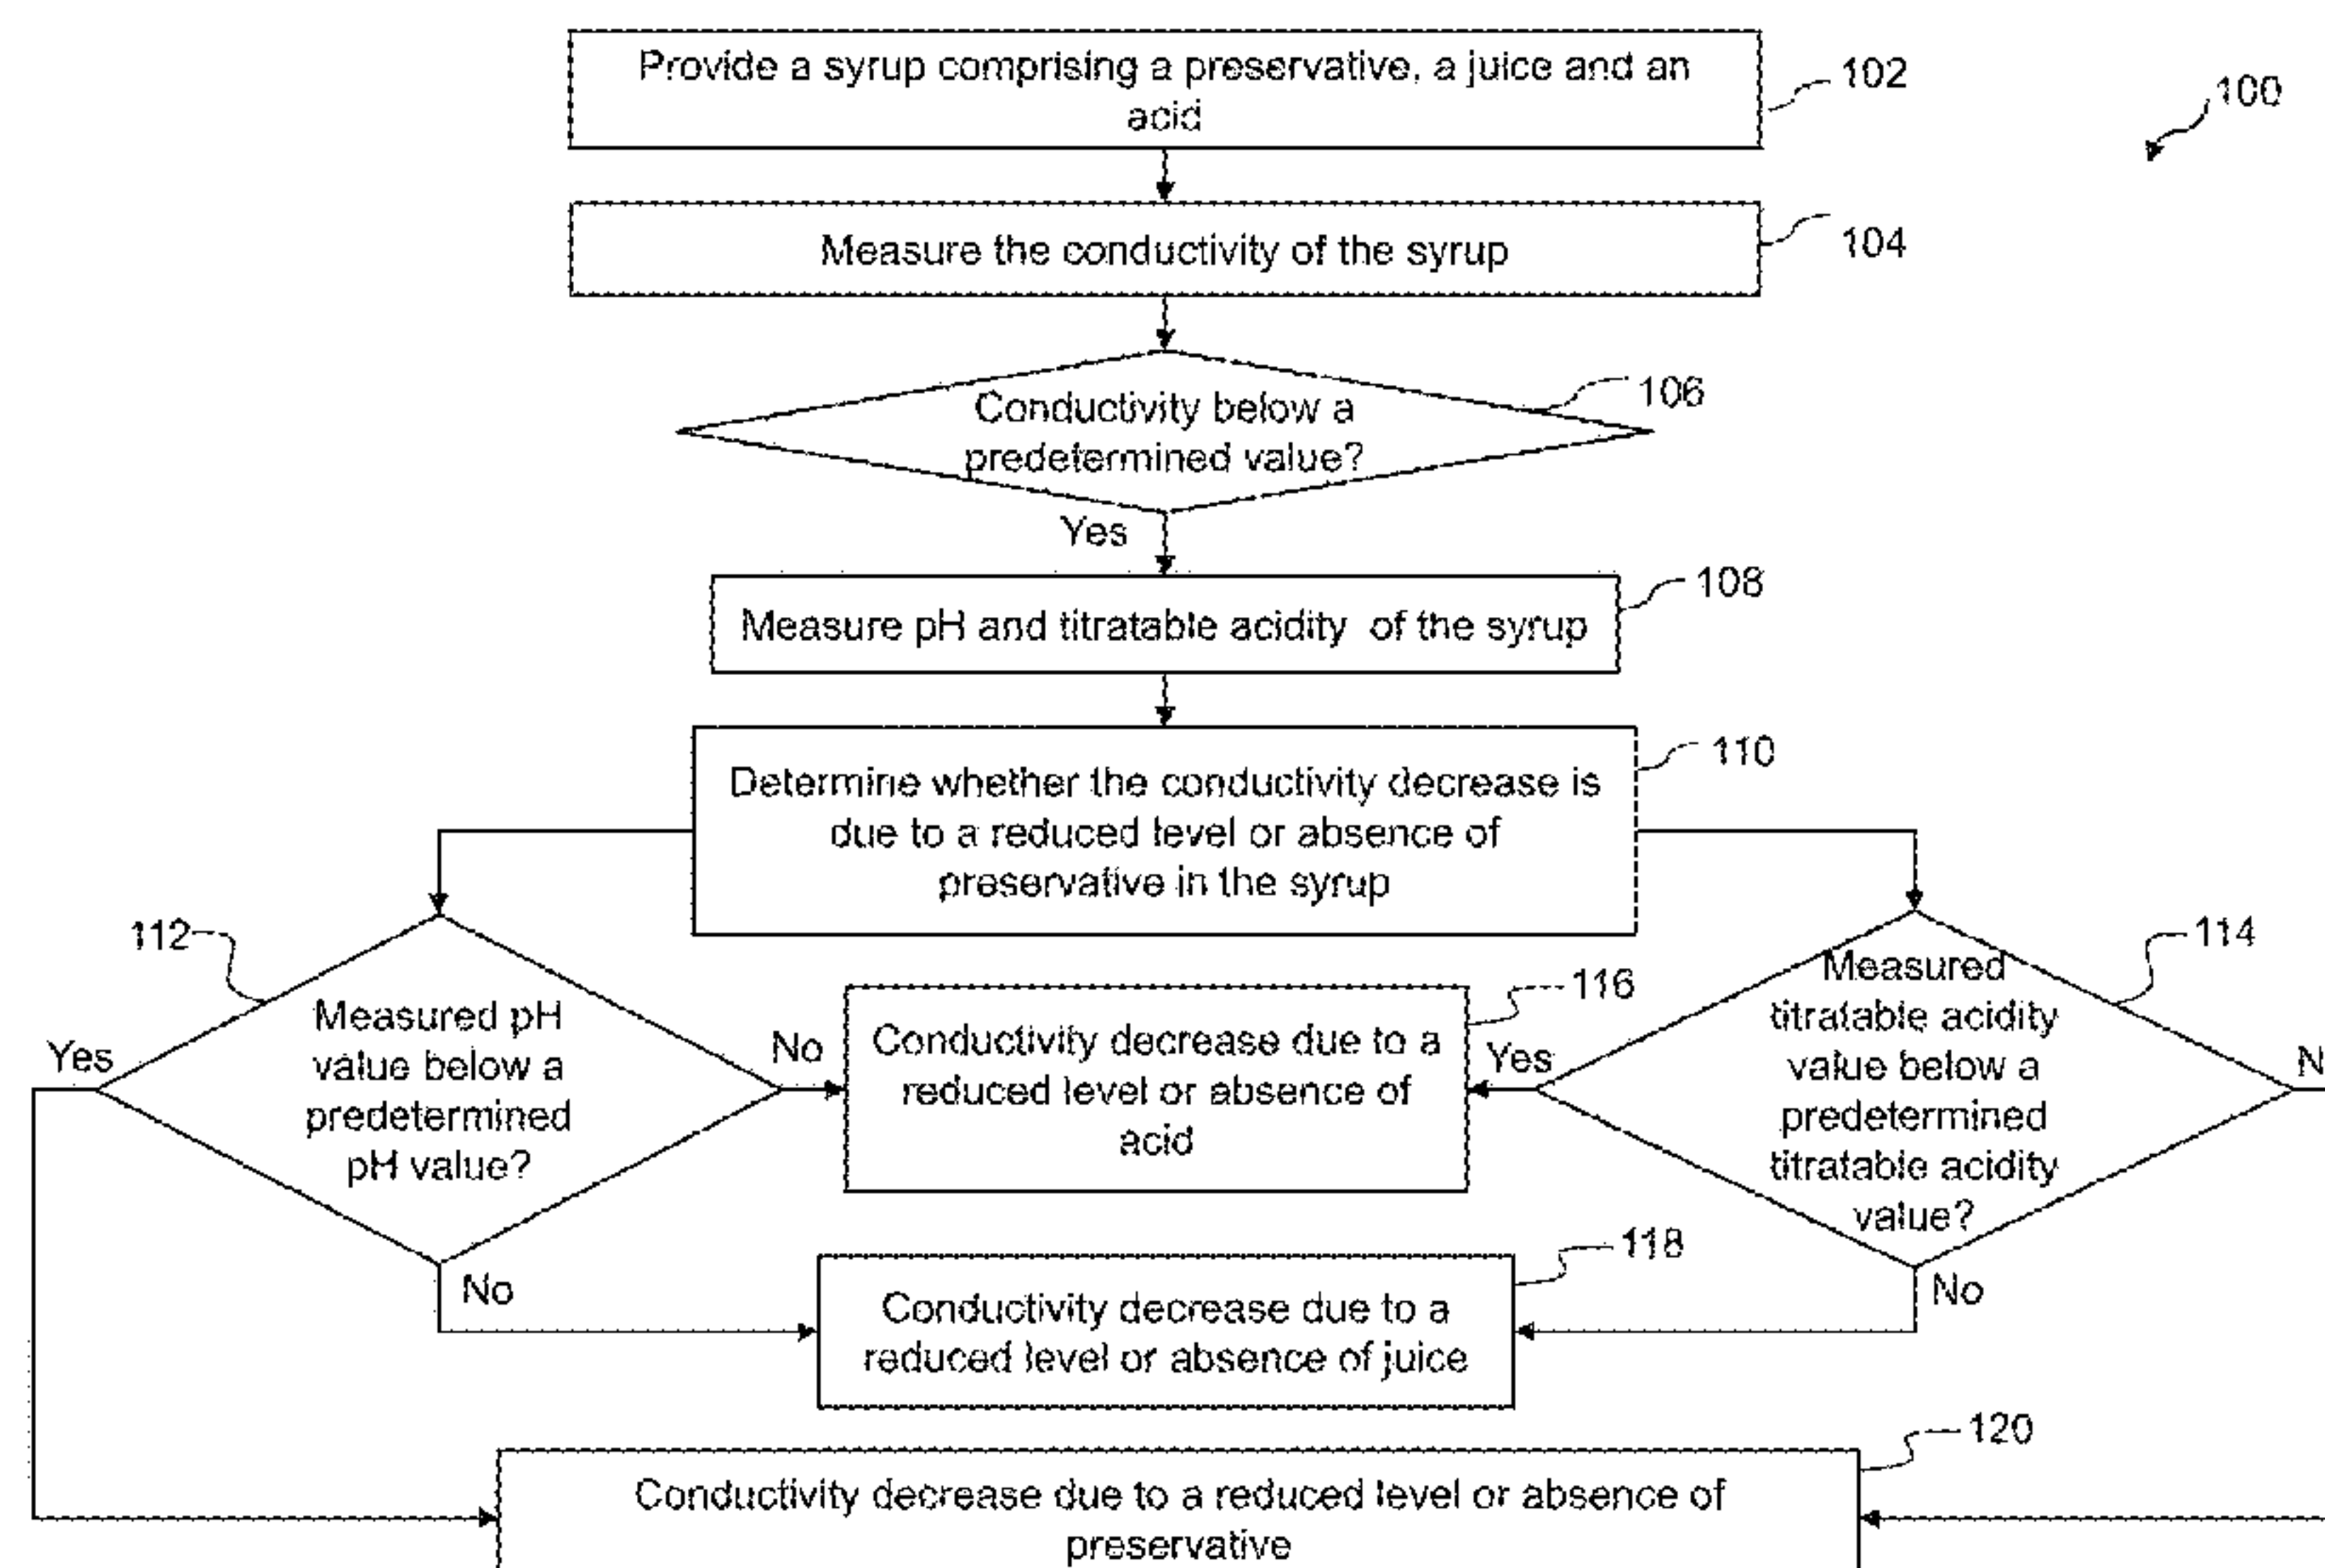 Provide a syrup comprising a preservative, a juice and an
acid
102
100
Measure the conductivity of the syrup
104
Conductivity below a
predetermined value?
106
Yes
Measure pH and titratable acidity of the syrup
108
Determine whether the conductivity decrease is
due to a reduced level or absence of
preservative in the syrup
110
112
Measured pH
value below a
predetermined
pH value?
Yes
No
No
Conductivity decrease due to a
reduced level or absence of
acid
116
114
Measured
titratable acidity
value below a
predetermined
titratable acidity
value?
Yes
N
No
Conductivity decrease due to a
reduced level or absence of juice
118
Conductivity decrease due to a reduced level or absence of
preservative
120